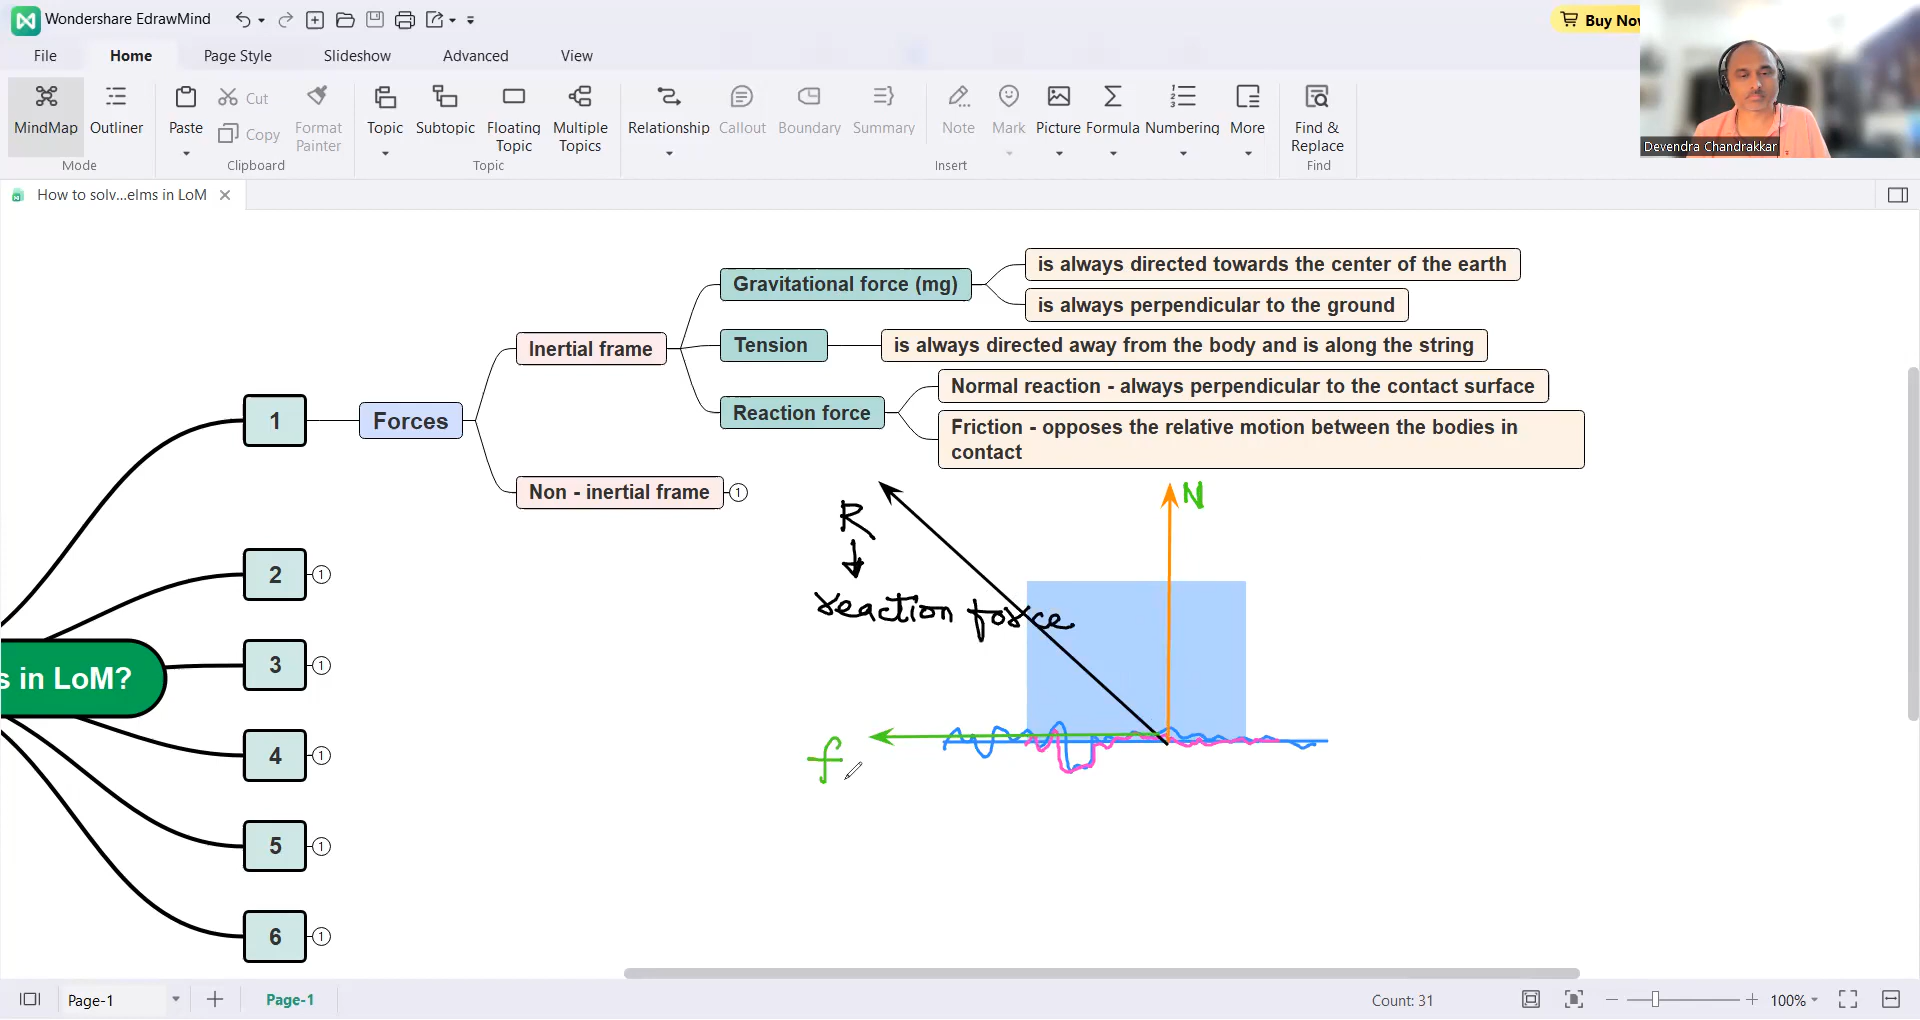 Wondershare EdrawMind
Buy Now
File Home Page Style Slideshow Advanced View
MindMap Outliner Paste Cut Copy Format Painter Topic Subtopic Floating Topic Multiple Topics Relationship Callout Boundary Summary Note Mark Picture Formula Numbering More Find & Replace
Mode Clipboard Topic Insert Find
Devendra Chandrakkar
How to solv...elms in LoM
Gravitational force (mg)
is always directed towards the center of the earth
is always perpendicular to the ground
Inertial frame
Tension
is always directed away from the body and is along the string
Reaction force
Normal reaction - always perpendicular to the contact surface
Friction - opposes the relative motion between the bodies in
contact
1
Forces
Non - inertial frame 1
R
N
reaction force
f
2 1
3 1
s in LoM?
4 1
5 1
6 1
Page-1 Page-1 Count: 31 100%